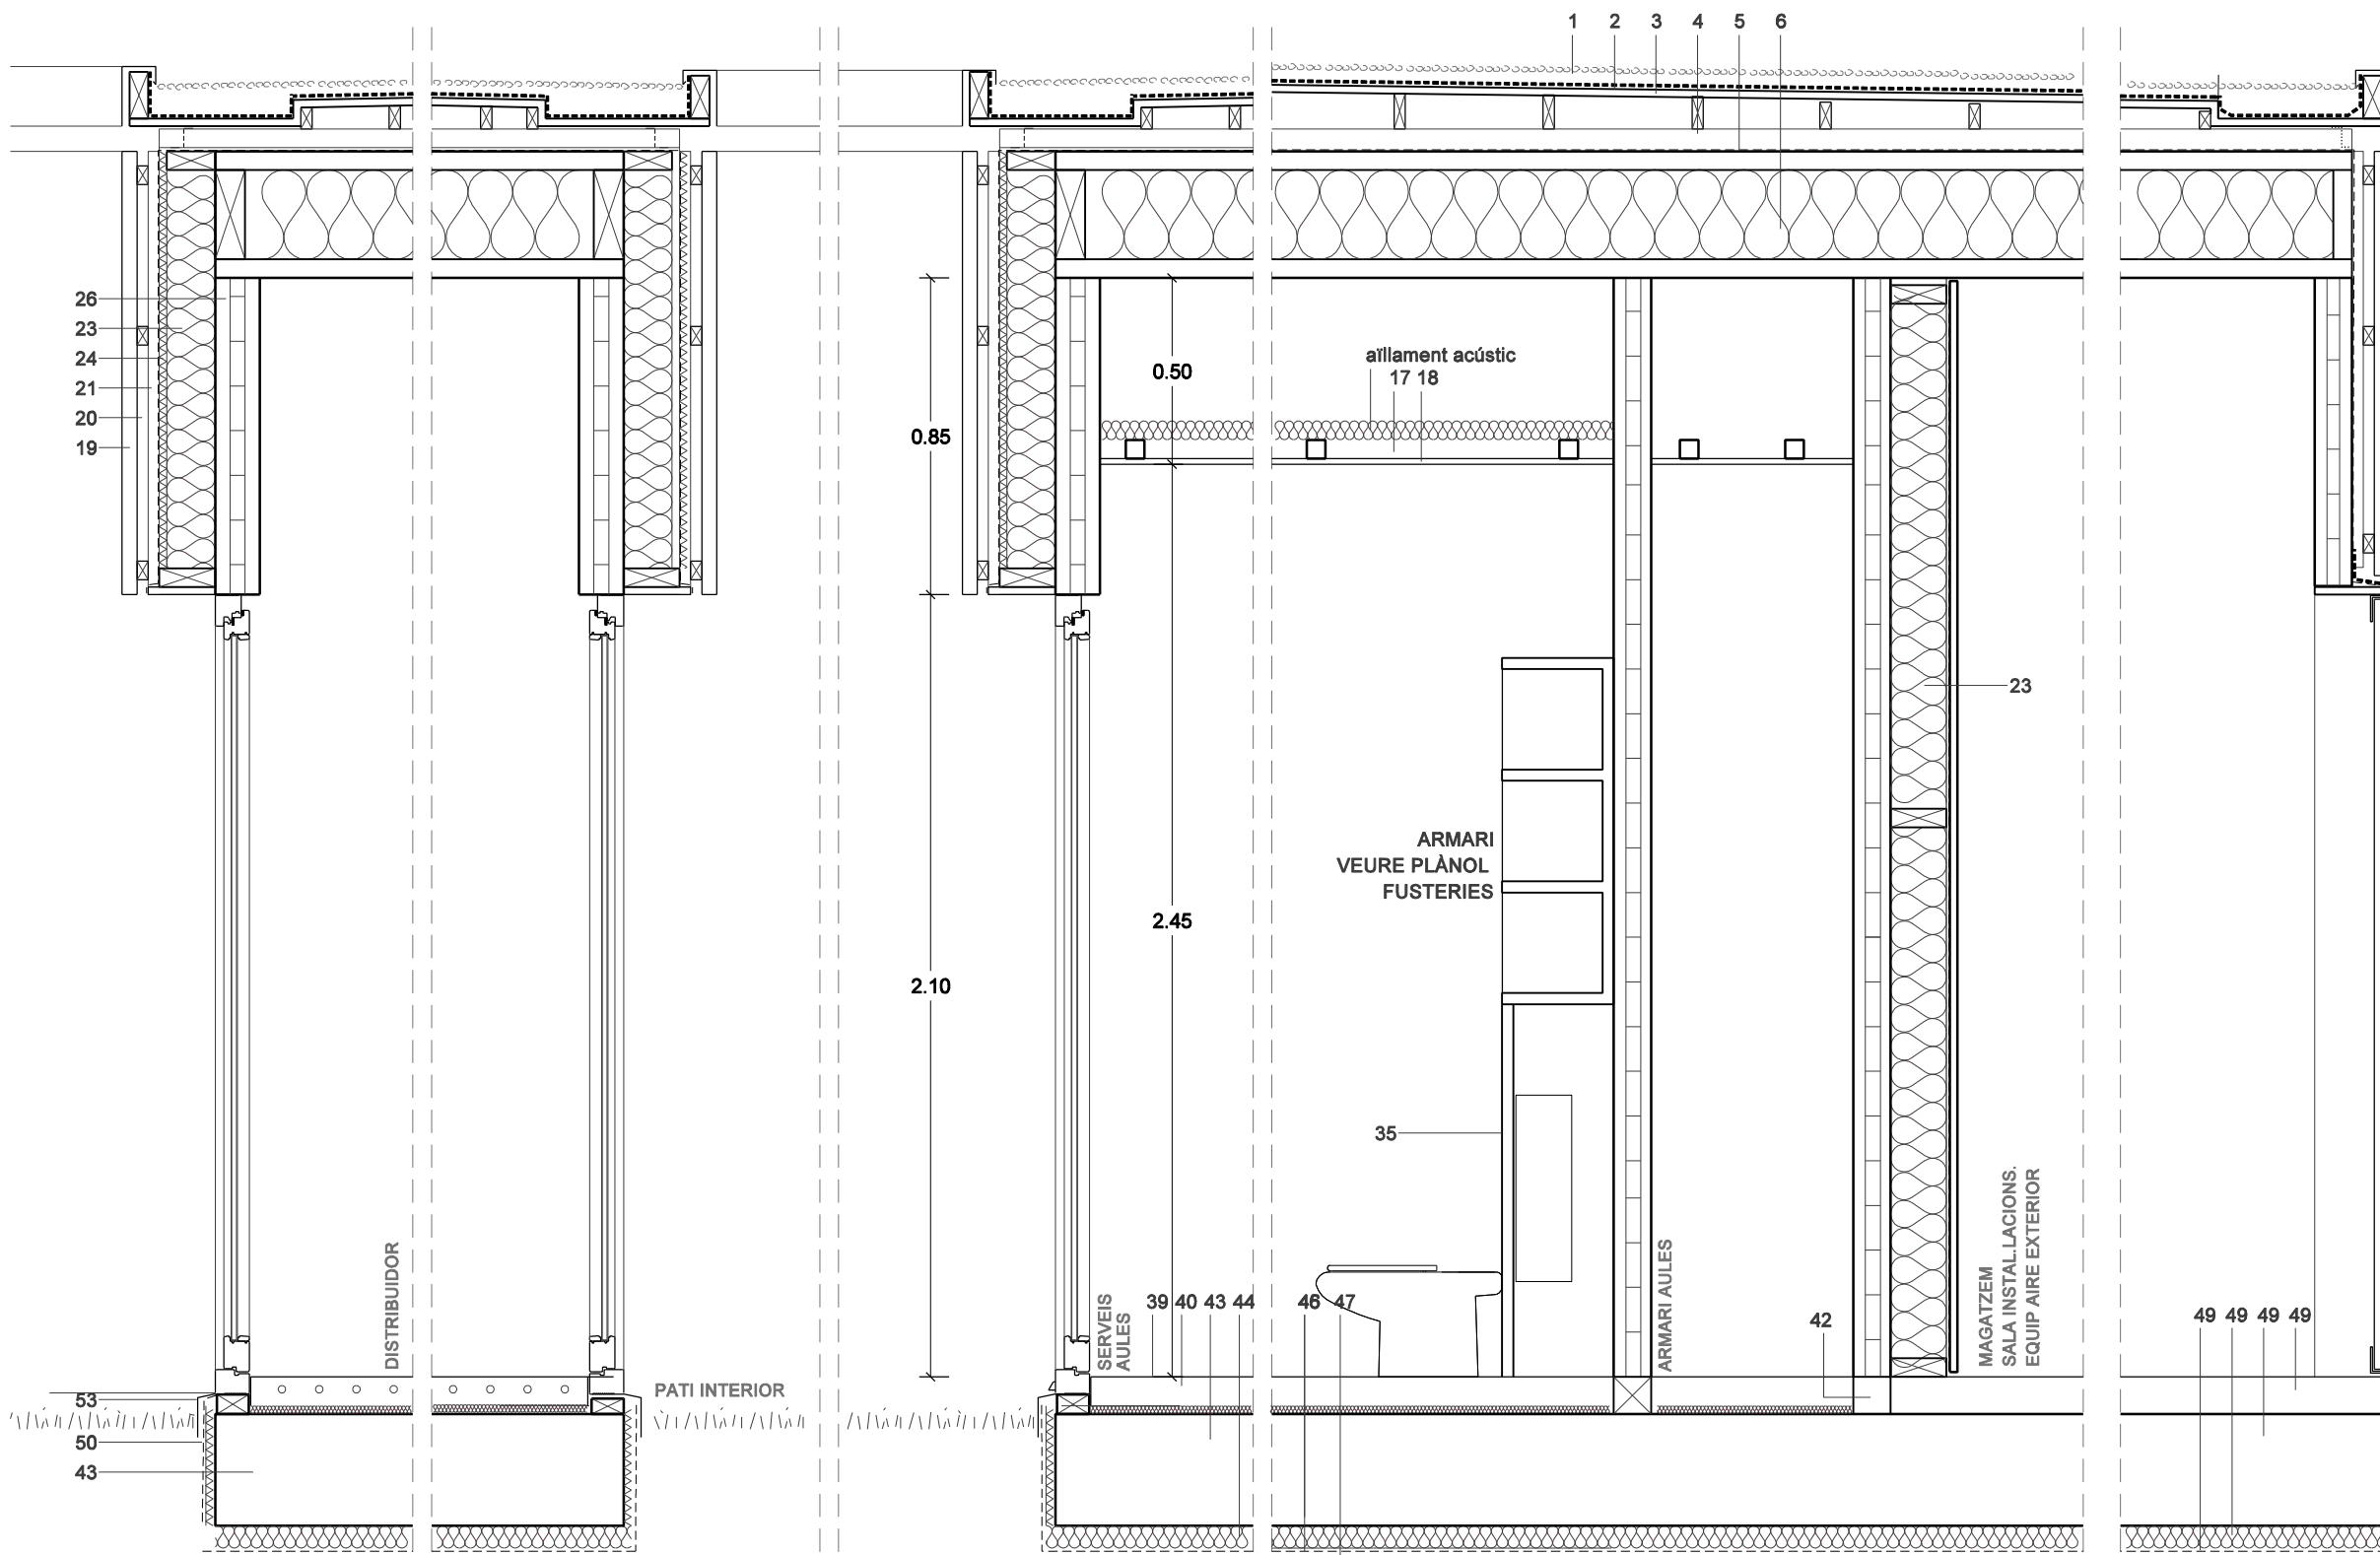 1 2 3 4 5 6
26
23
24
21
20
19
0.85
0.50
aïllament acústic
17 18
23
ARMARI
VEURE PLÀNOL
FUSTERIES
2.45
2.10
35
DISTRIBUIDOR
PATI INTERIOR
SERVEIS
AULES
39 40 43 44 46 47
ARMARI AULES
42
MAGATZEM
SALA INSTAL.LACIONS.
EQUIP AIRE EXTERIOR
49 49 49 49
53
50
43